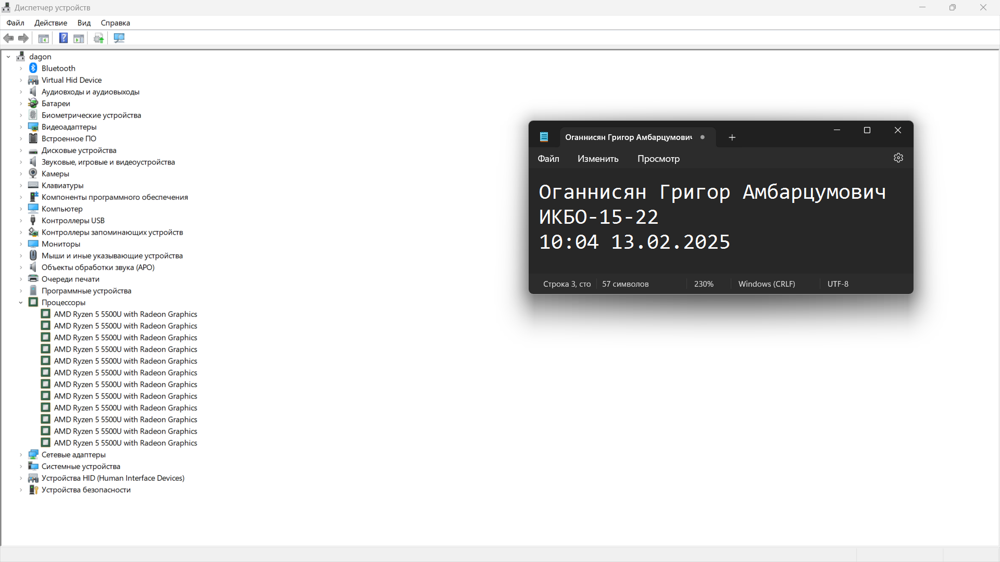 Диспетчер устройств
Файл Действие Вид Справка
dagon
Bluetooth
Virtual Hid Device
Аудиовходы и аудиовыходы
Батареи
Биометрические устройства
Видеоадаптеры
Встроенное ПО
Дисковые устройства
Звуковые, игровые и видеоустройства
Камеры
Клавиатуры
Компоненты программного обеспечения
Компьютер
Контроллеры USB
Контроллеры запоминающих устройств
Мониторы
Мыши и иные указывающие устройства
Объекты обработки звука (APO)
Очереди печати
Программные устройства
Процессоры
AMD Ryzen 5 5500U with Radeon Graphics
AMD Ryzen 5 5500U with Radeon Graphics
AMD Ryzen 5 5500U with Radeon Graphics
AMD Ryzen 5 5500U with Radeon Graphics
AMD Ryzen 5 5500U with Radeon Graphics
AMD Ryzen 5 5500U with Radeon Graphics
AMD Ryzen 5 5500U with Radeon Graphics
AMD Ryzen 5 5500U with Radeon Graphics
AMD Ryzen 5 5500U with Radeon Graphics
AMD Ryzen 5 5500U with Radeon Graphics
AMD Ryzen 5 5500U with Radeon Graphics
AMD Ryzen 5 5500U with Radeon Graphics
Сетевые адаптеры
Системные устройства
Устройства HID (Human Interface Devices)
Устройства безопасности
Оганнисян Григор Амбарцумович
Файл Изменить Просмотр
Оганнисян Григор Амбарцумович
ИКБО-15-22
10:04 13.02.2025
Строка 3, сто 57 символов 230% Windows (CRLF) UTF-8